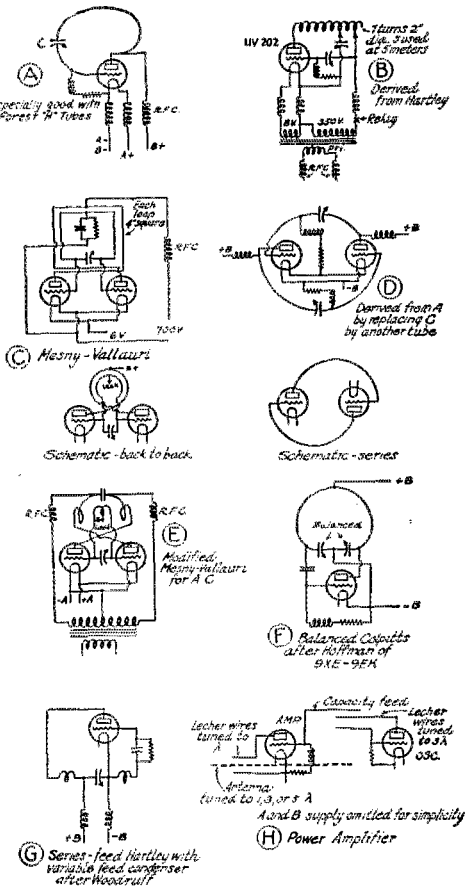 C
A
Especially good with
Forest "H" Tubes
R.F.C.
A-
B-
A+
B+
UV 202
7 turns 2"
dia. used
at 5 meters
B
Derived
from Hartley
8V.
350V.
Relay
Pri.
R.F.C.
Each
loop
4" square
R.F.C
6V
700V
C Mesny-Vallauri
+B
+B
-B
D
Derived from A
by replacing C
by another tube
B+
Schematic-back to back.
Schematic-series
R.F.C.
R.F.C.
E
Modified
Mesny-Vallauri
for A C
-A
+A
+B
Balanced
-B
F Balanced Colpitts
after Hoffman of
9XE-9EK
+B
-B
G Series-feed Hartley with
variable feed condenser
after Woodruff
Capacity feed
Lecher wires
tuned to
λ
AMP.
Lecher
wires
tuned
to 3λ
OSC.
Antenna
tuned to 1,3, or 5 λ
A and B supply omitted for simplicity
H Power Amplifier